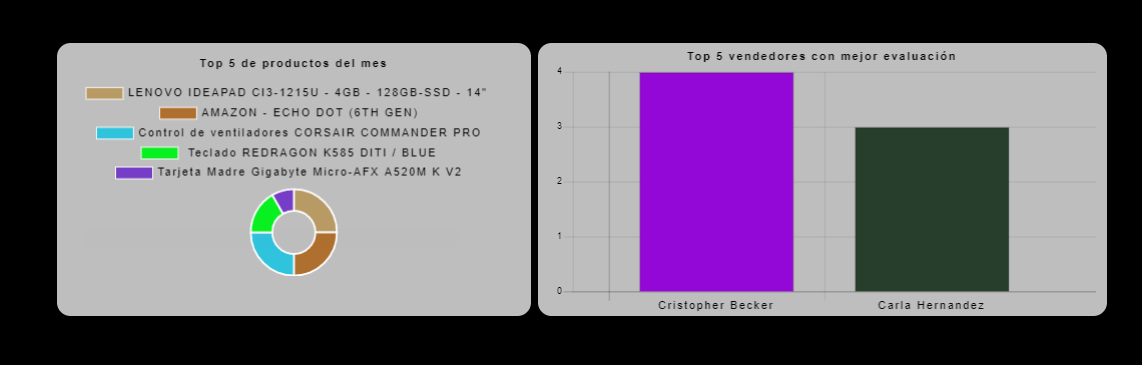 Top 5 de productos del mes
LENOVO IDEAPAD CI3-1215U - 4GB - 128GB-SSD - 14"
AMAZON - ECHO DOT (6TH GEN)
Control de ventiladores CORSAIR COMMANDER PRO
Teclado REDRAGON K585 DITI / BLUE
Tarjeta Madre Gigabyte Micro-AFX A520M K V2
Top 5 vendedores con mejor evaluación
4
3
2
1
0
Cristopher Becker
Carla Hernandez